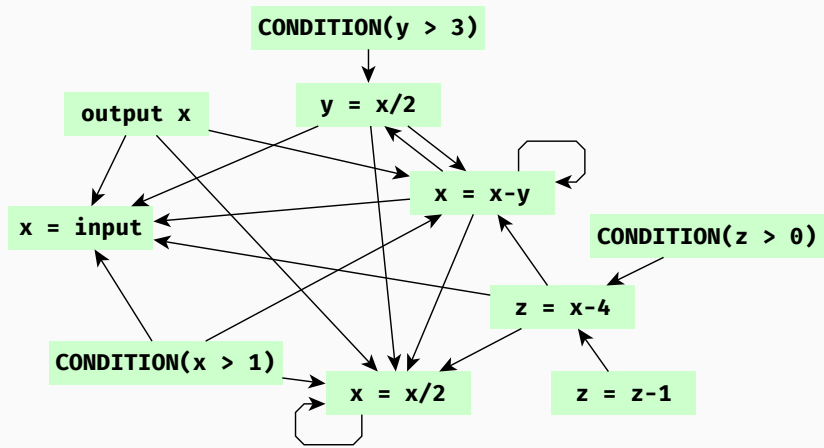 CONDITION(y > 3)
y = x/2
output x
x = x-y
x = input
CONDITION(z > 0)
z = x-4
CONDITION(x > 1)
x = x/2
z = z-1